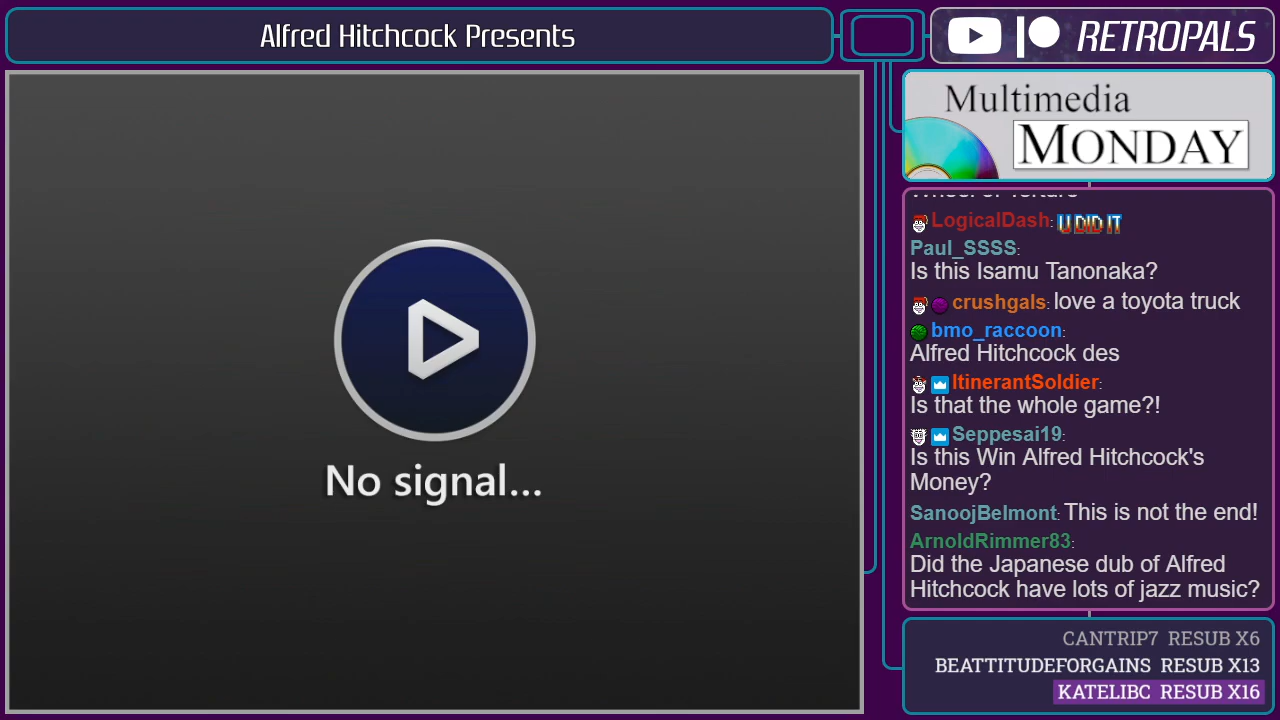 Alfred Hitchcock Presents
RETROPALS
Multimedia
MONDAY
No signal...
LogicalDash: U DID IT
Paul_SSSS:
Is this Isamu Tanonaka?
crushgals: love a toyota truck
bmo_raccoon:
Alfred Hitchcock des
ItinerantSoldier:
Is that the whole game?!
Seppesai19:
Is this Win Alfred Hitchcock's
Money?
SanoojBelmont: This is not the end!
ArnoldRimmer83:
Did the Japanese dub of Alfred
Hitchcock have lots of jazz music?
CANTRIP7 RESUB X6
BEATTITUDEFORGAINS RESUB X13
KATELIBC RESUB X16